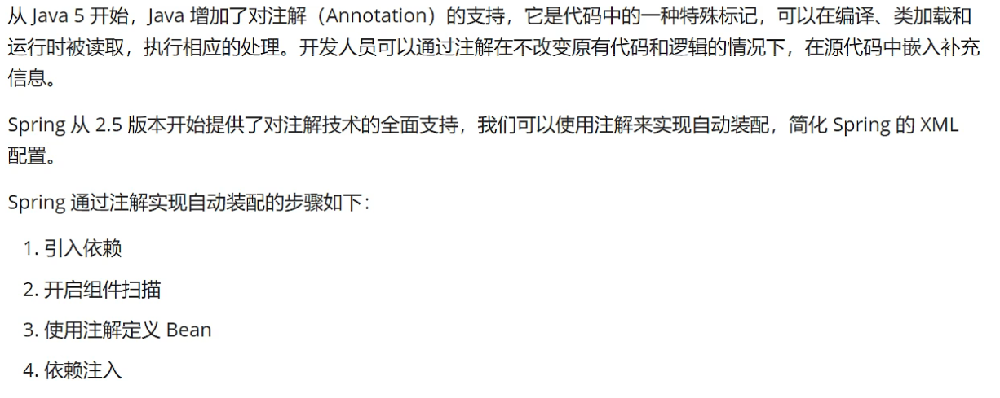 从 Java 5 开始，Java 增加了对注解（Annotation）的支持，它是代码中的一种特殊标记，可以在编译、类加载和
运行时被读取，执行相应的处理。开发人员可以通过注解在不改变原有代码和逻辑的情况下，在源代码中嵌入补充
信息。
Spring 从 2.5 版本开始提供了对注解技术的全面支持，我们可以使用注解来实现自动装配，简化 Spring 的 XML
配置。
Spring 通过注解实现自动装配的步骤如下：
1. 引入依赖
2. 开启组件扫描
3. 使用注解定义 Bean
4. 依赖注入